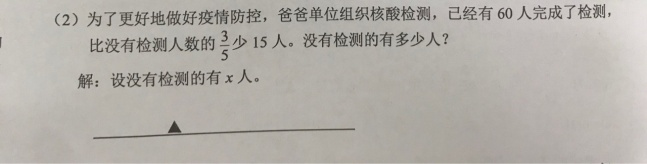 （2）为了更好地做好疫情防控，爸爸单位组织核酸检测，已经有 60 人完成了检测，
比没有检测人数的 3/5 少 15 人。没有检测的有多少人？
解：设没有检测的有 x 人。
▲